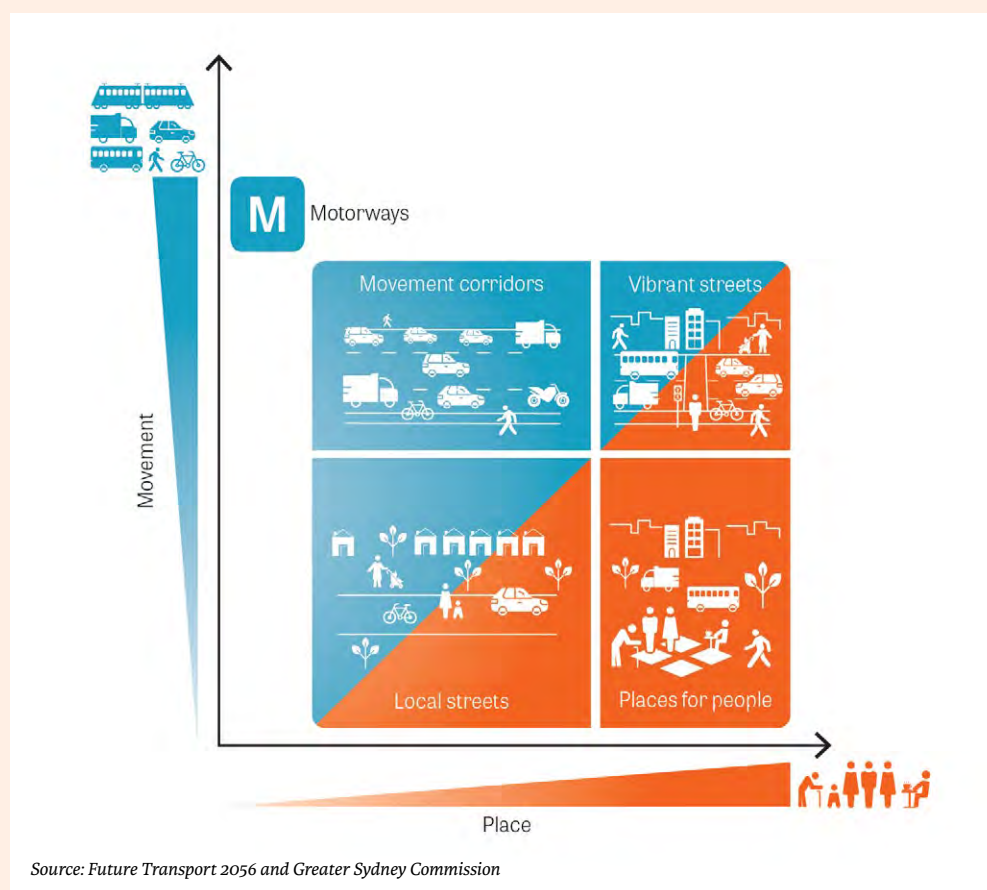 M Motorways
Movement corridors
Vibrant streets
Movement
Local streets
Places for people
Place
Source: Future Transport 2056 and Greater Sydney Commission